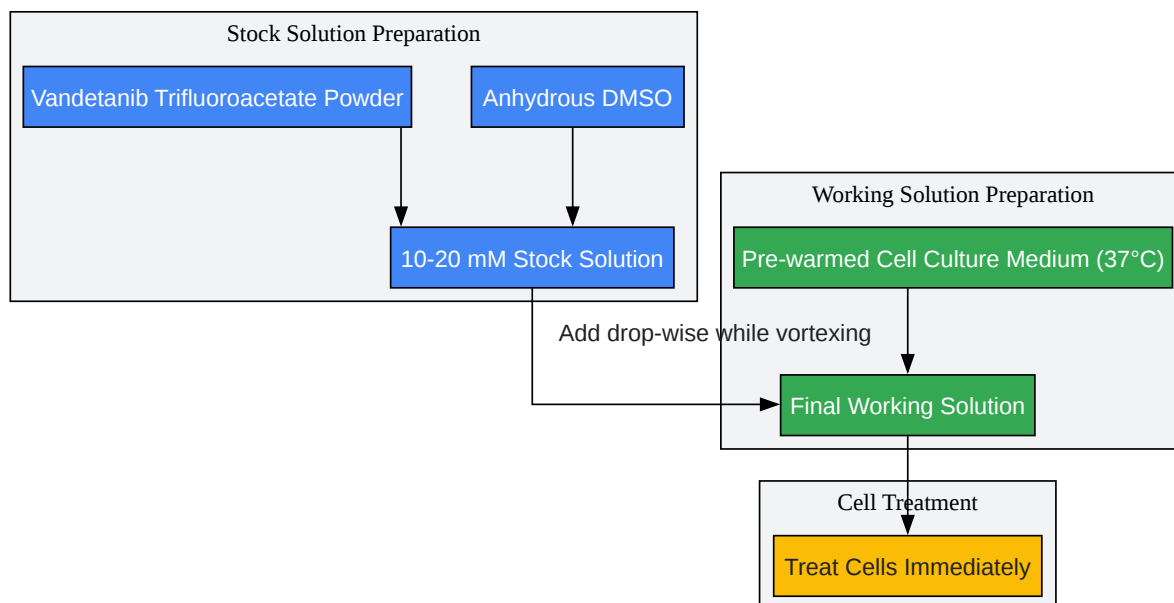 Stock Solution Preparation
Vandetanib Trifluoroacetate Powder
Anhydrous DMSO
10-20 mM Stock Solution
Working Solution Preparation
Pre-warmed Cell Culture Medium (37°C)
Add drop-wise while vortexing
Final Working Solution
Cell Treatment
Treat Cells Immediately